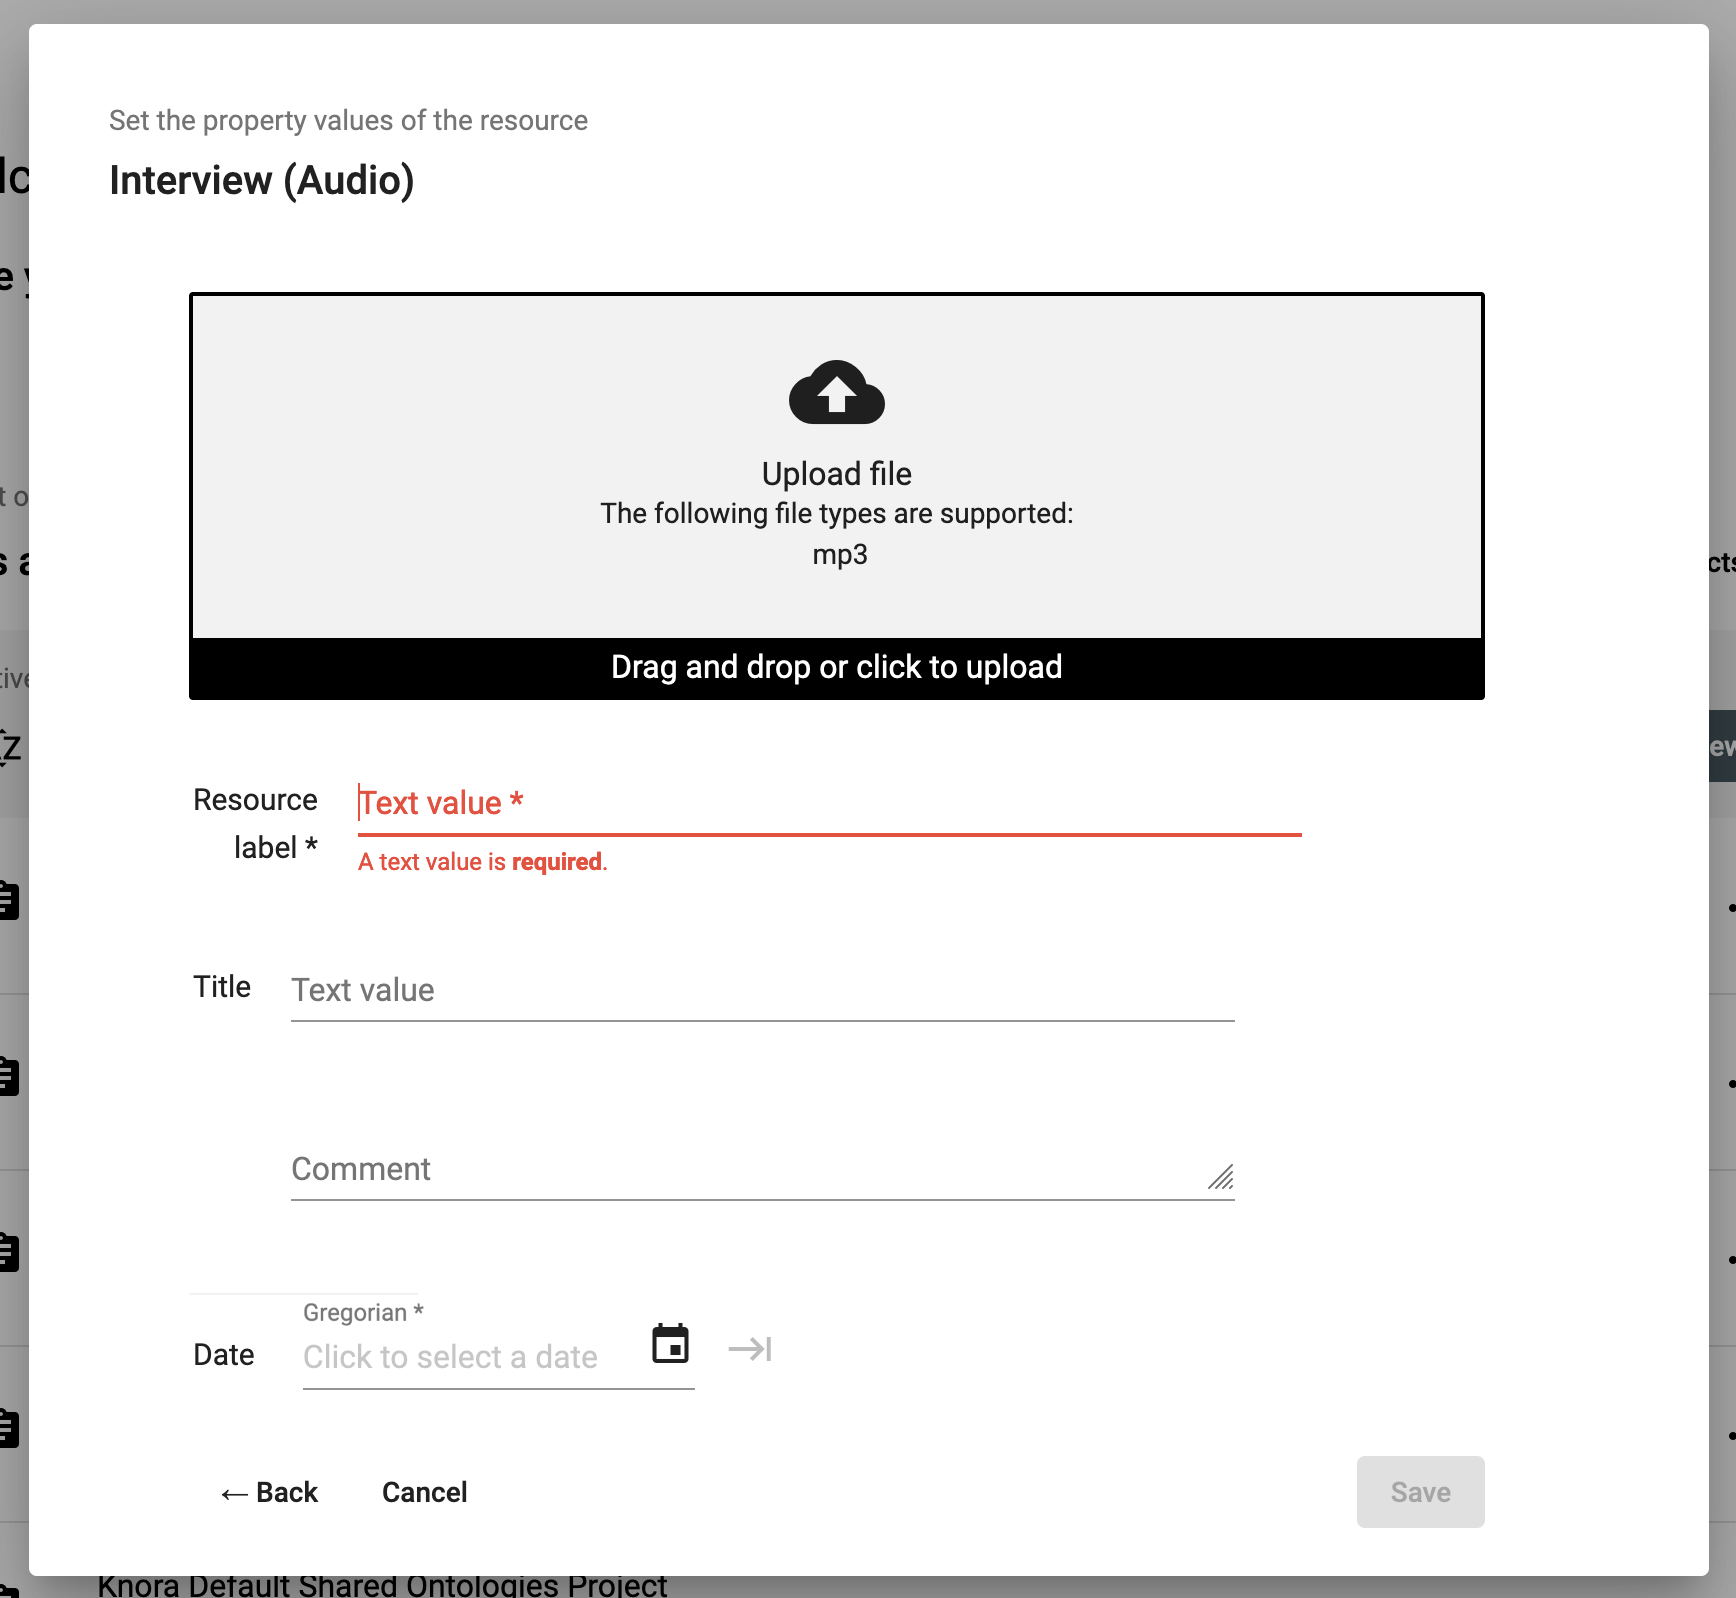 Set the property values of the resource
Interview (Audio)
Upload file
The following file types are supported:
mp3
Drag and drop or click to upload
Resource
label *
Text value *
A text value is required.
Title
Text value
Comment
Gregorian *
Date
Click to select a date
← Back
Cancel
Save
Knora Default Shared Ontologies Project